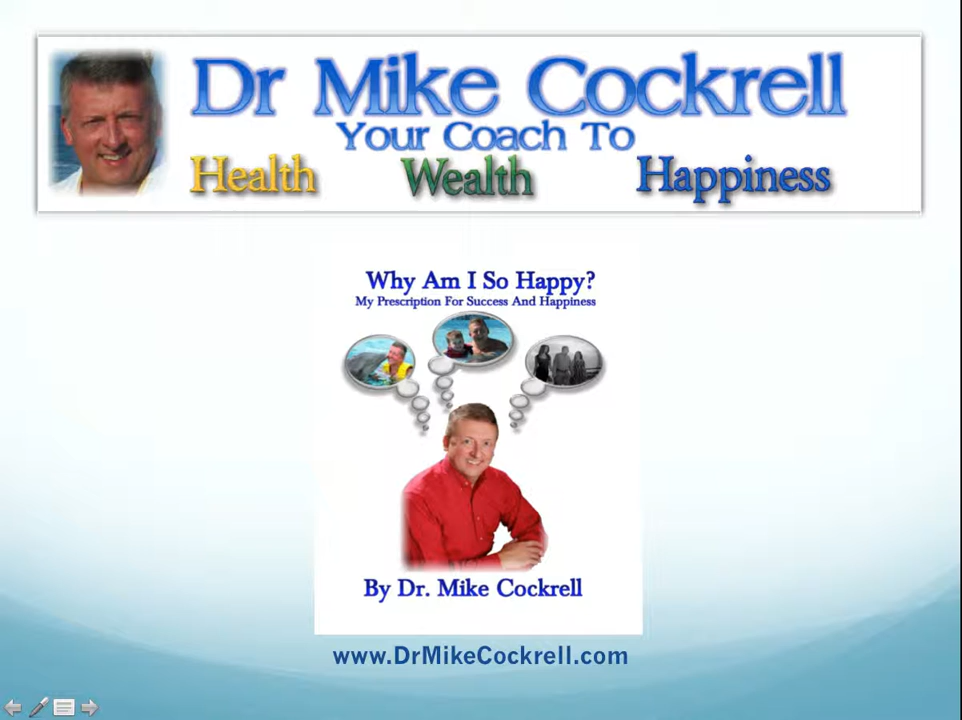 Dr Mike Cockrell
Your Coach To
Health Wealth Happiness
Why Am I So Happy?
My Prescription For Success And Happiness
By Dr. Mike Cockrell
www.DrMikeCockrell.com